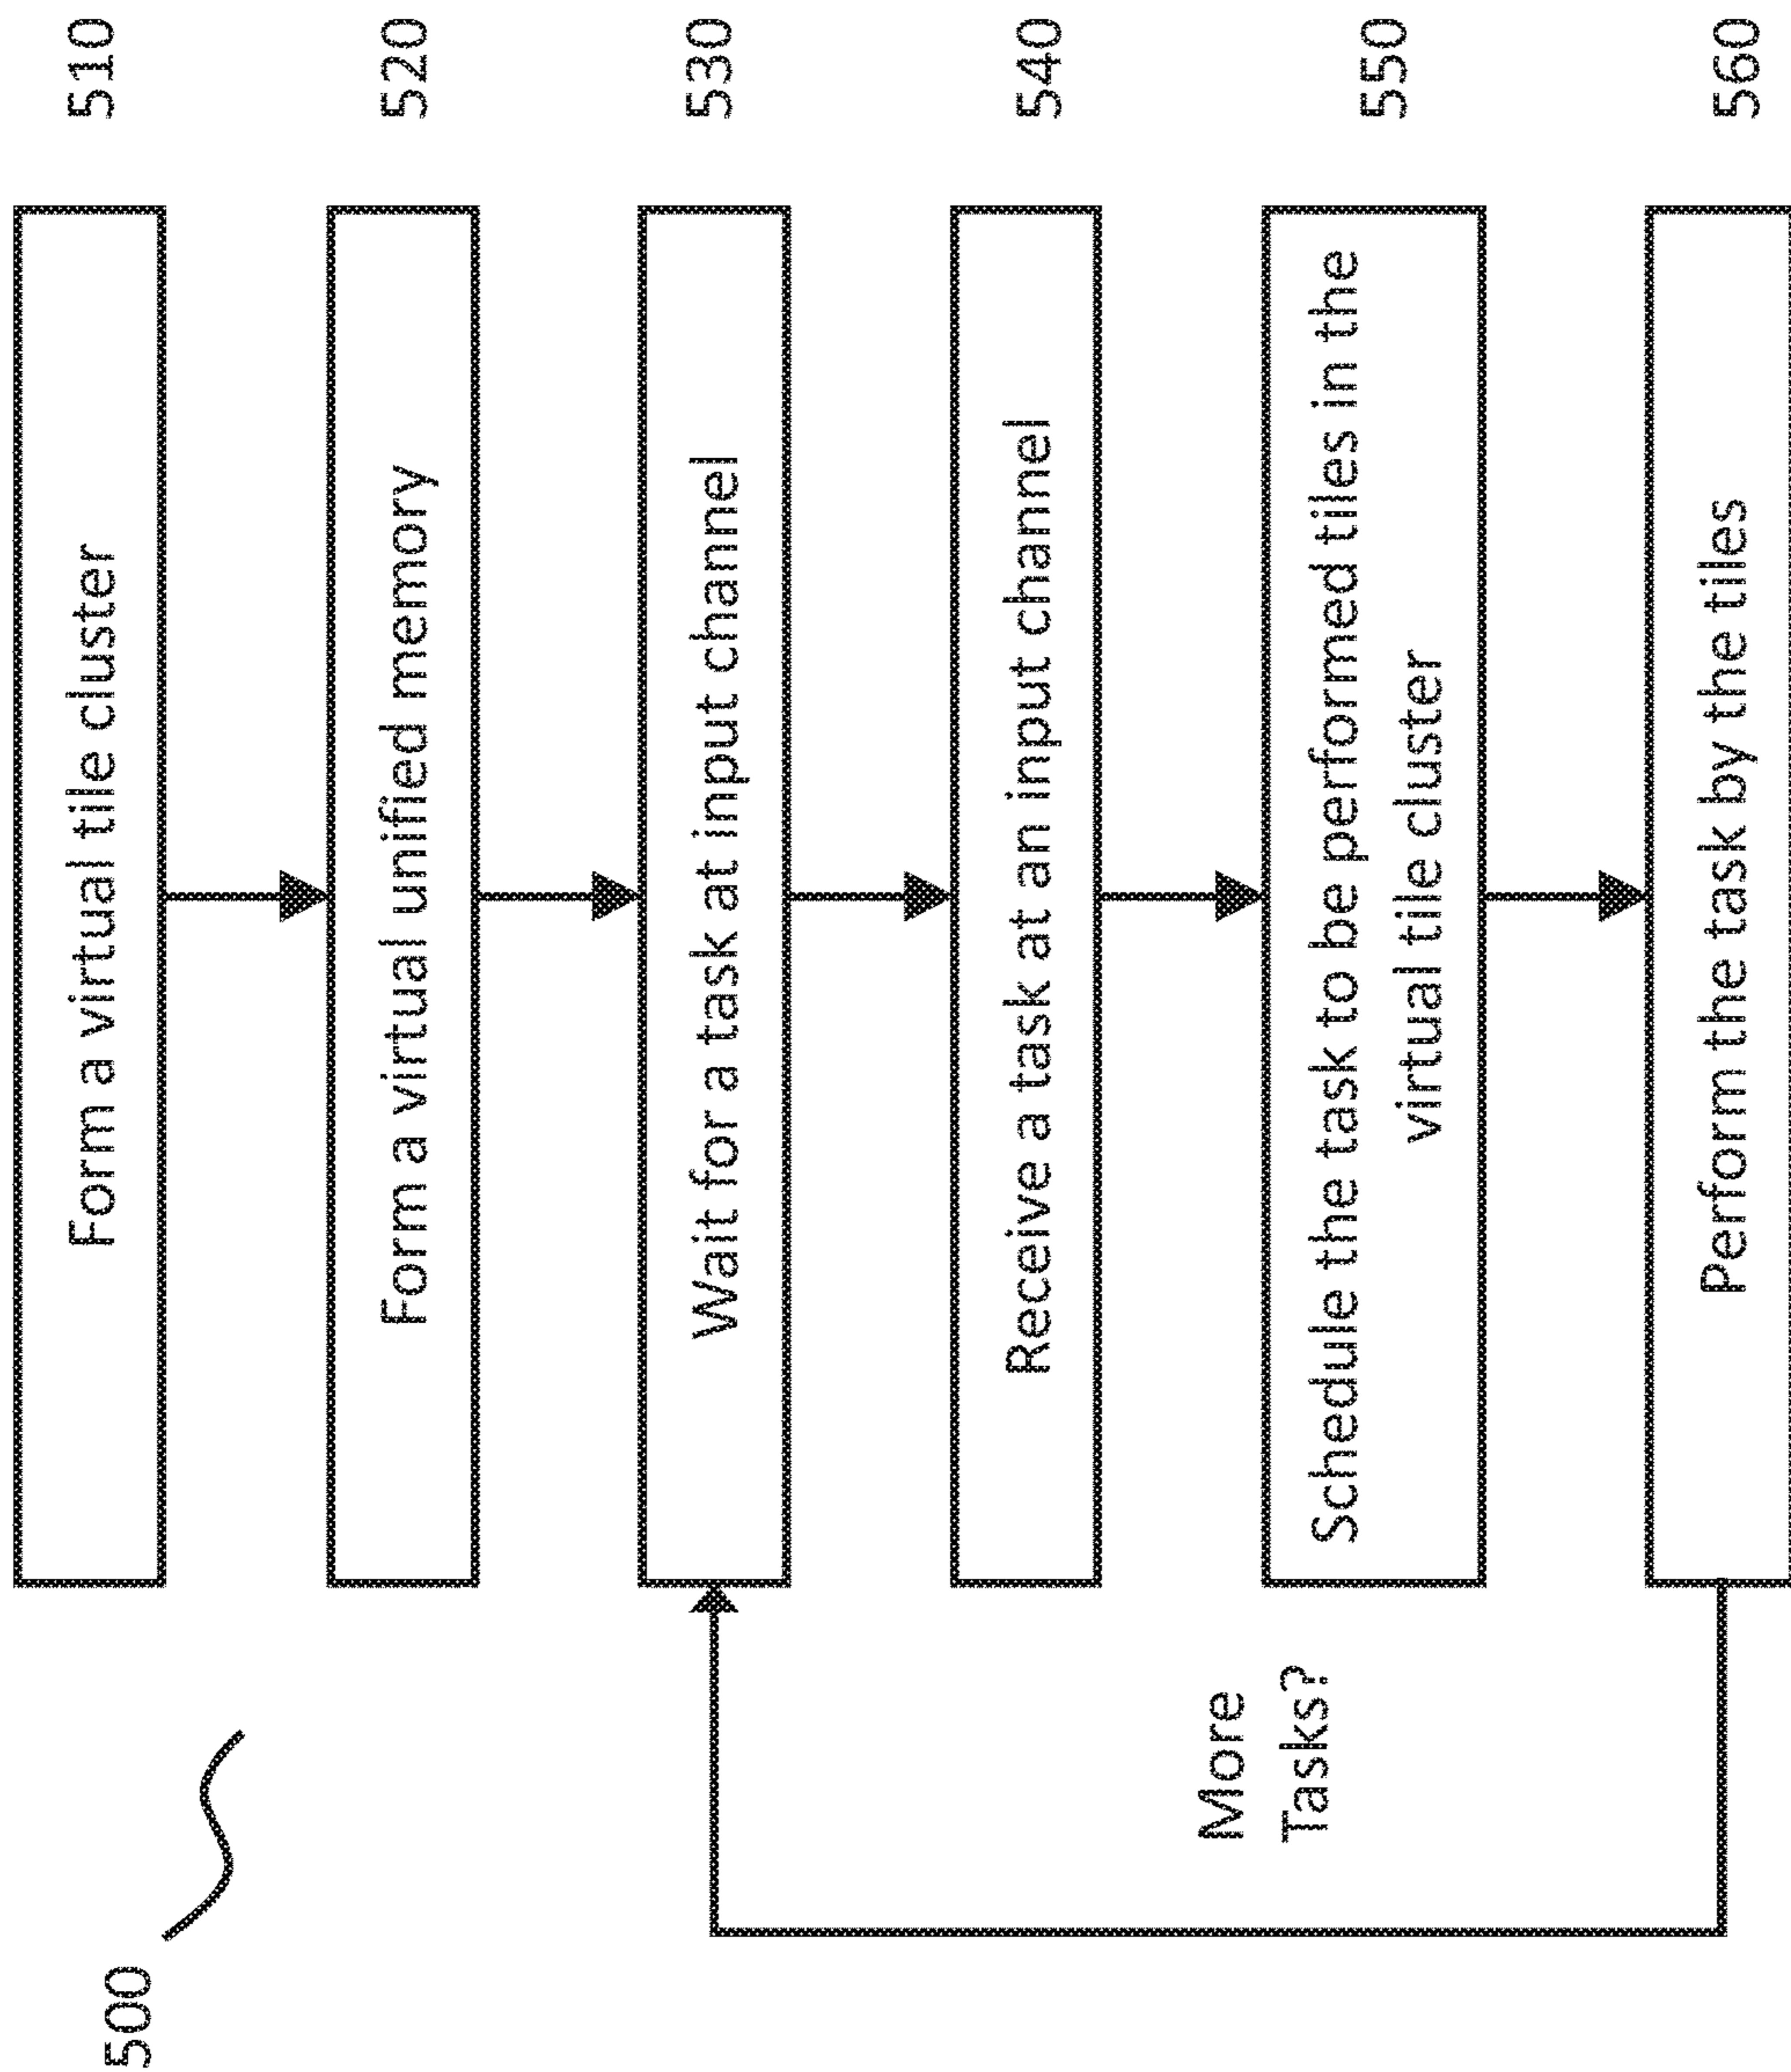 500
Form a virtual tile cluster
510
Form a virtual unified memory
520
Wait for a task at input channel
530
Receive a task at an input channel
540
More
Tasks?
Schedule the task to be performed tiles in the
virtual tile cluster
550
Perform the task by the tiles
560